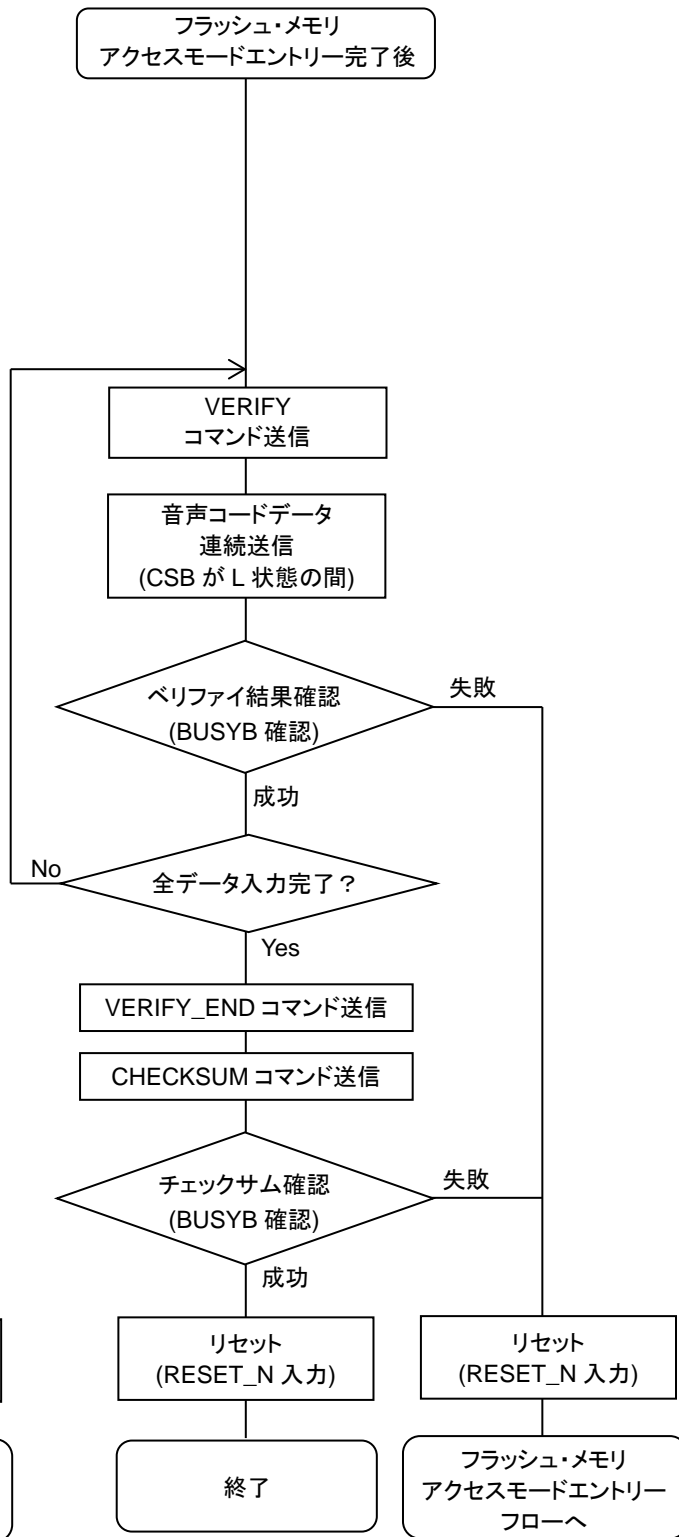 フラッシュ・メモリ
アクセスモードエントリー完了後
VERIFY
コマンド送信
音声コードデータ
連続送信
(CSB が L 状態の間)
ベリファイ結果確認
(BUSYB 確認)
失敗
成功
No
全データ入力完了？
Yes
VERIFY_END コマンド送信
CHECKSUM コマンド送信
チェックサム確認
(BUSYB 確認)
失敗
成功
リセット
(RESET_N 入力)
リセット
(RESET_N 入力)
終了
フラッシュ・メモリ
アクセスモードエントリー
フローへ